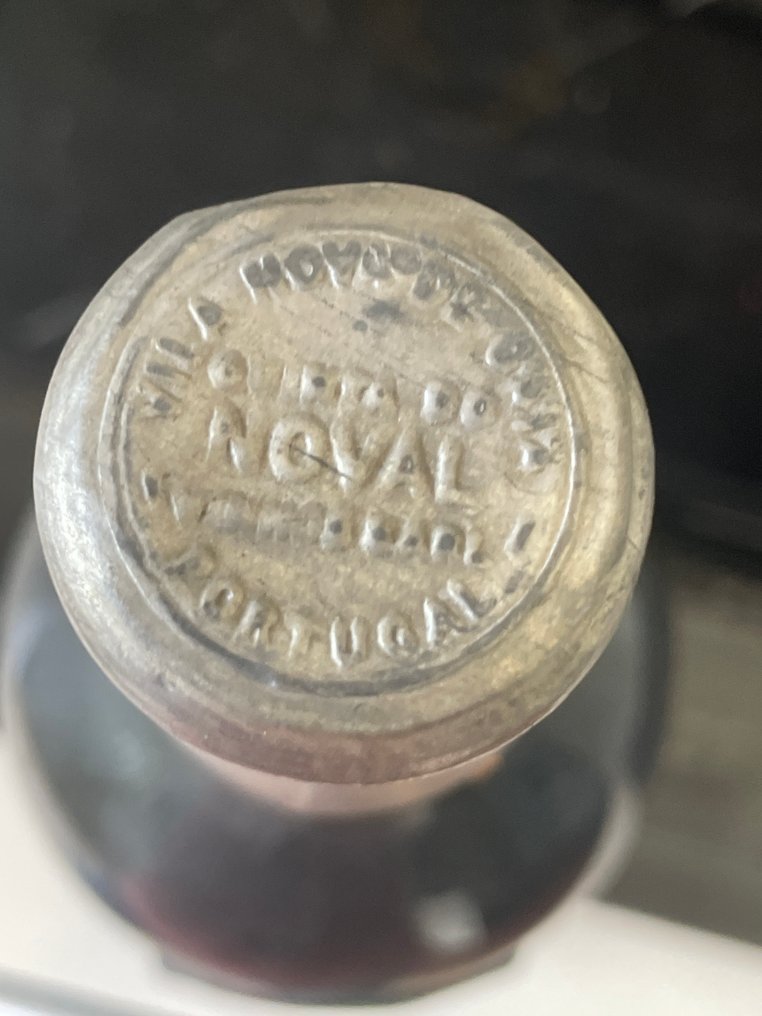 VILA NOVA DE GAIA
QUINTA DO
NOVAL
PORTUGAL